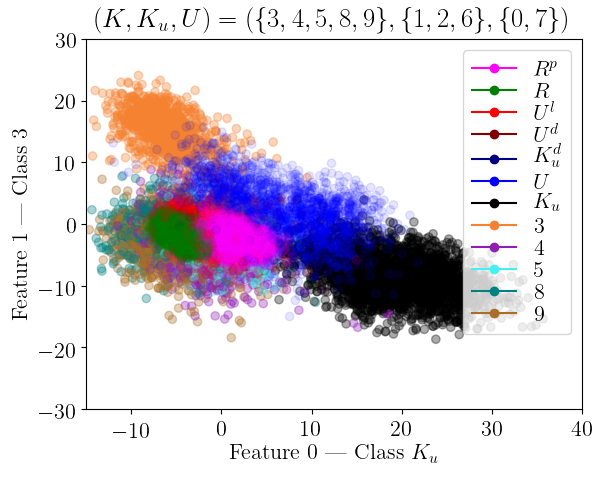 (K, K_u, U) = ({3, 4, 5, 8, 9}, {1, 2, 6}, {0, 7})
30
20
10
0
−10
−20
−30
Feature 1 — Class 3
R^p
R
U^l
U^d
K_u^d
U
K_u
3
4
5
8
9
−10
0
10
20
30
40
Feature 0 — Class K_u